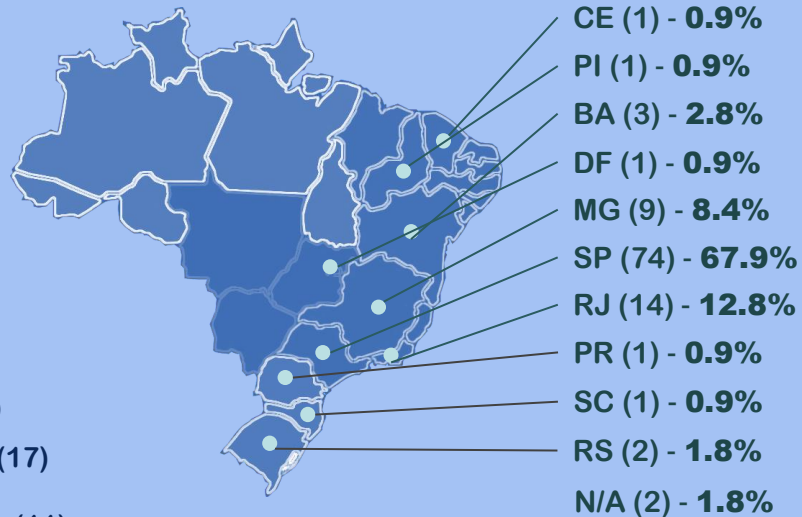 CE (1) - 0.9%
PI (1) - 0.9%
BA (3) - 2.8%
DF (1) - 0.9%
MG (9) - 8.4%
SP (74) - 67.9%
RJ (14) - 12.8%
PR (1) - 0.9%
SC (1) - 0.9%
(17)
RS (2) - 1.8%
N/A (2) - 1.8%